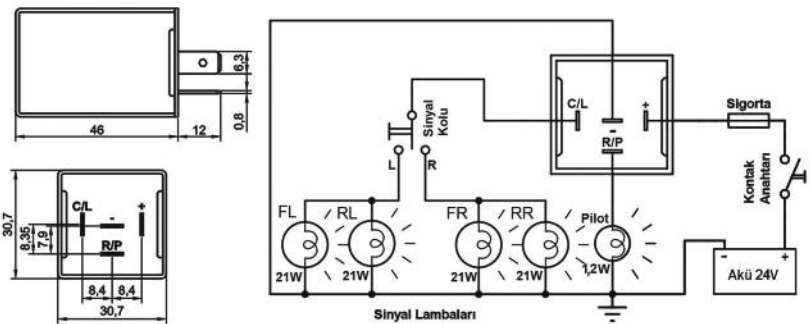 46
12
6,3
0,8
C/L
-
+
R/P
30,7
8,35
7,9
8,4
8,4
30,7
C/L
-
+
R/P
Sigorta
Kontak
Anahtarı
Sinyal
Kolu
L
R
FL
RL
FR
RR
Pilot
21W
21W
21W
21W
1,2W
-
+
Akü 24V
Sinyal Lambaları